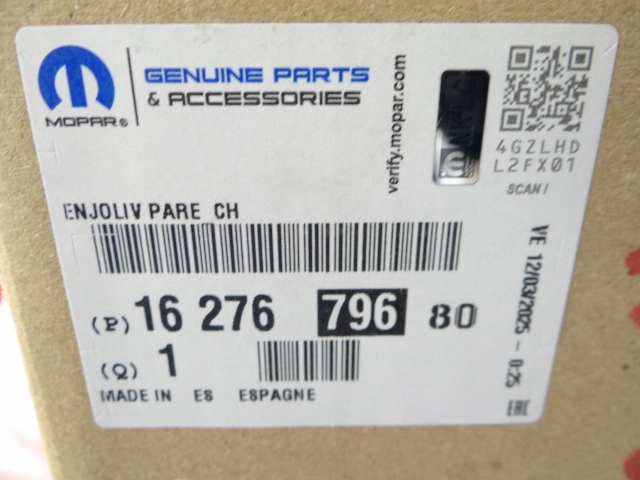 MOPAR®
GENUINE PARTS
& ACCESSORIES
verify.mopar.com
4GZLHD
L2FX01
SCAN!
ENJOLIV PARE CH
(P) 16 276 796 80
(Q) 1
MADE IN ES ESPAGNE
VE 12/03/2025 - 0:25
EAC